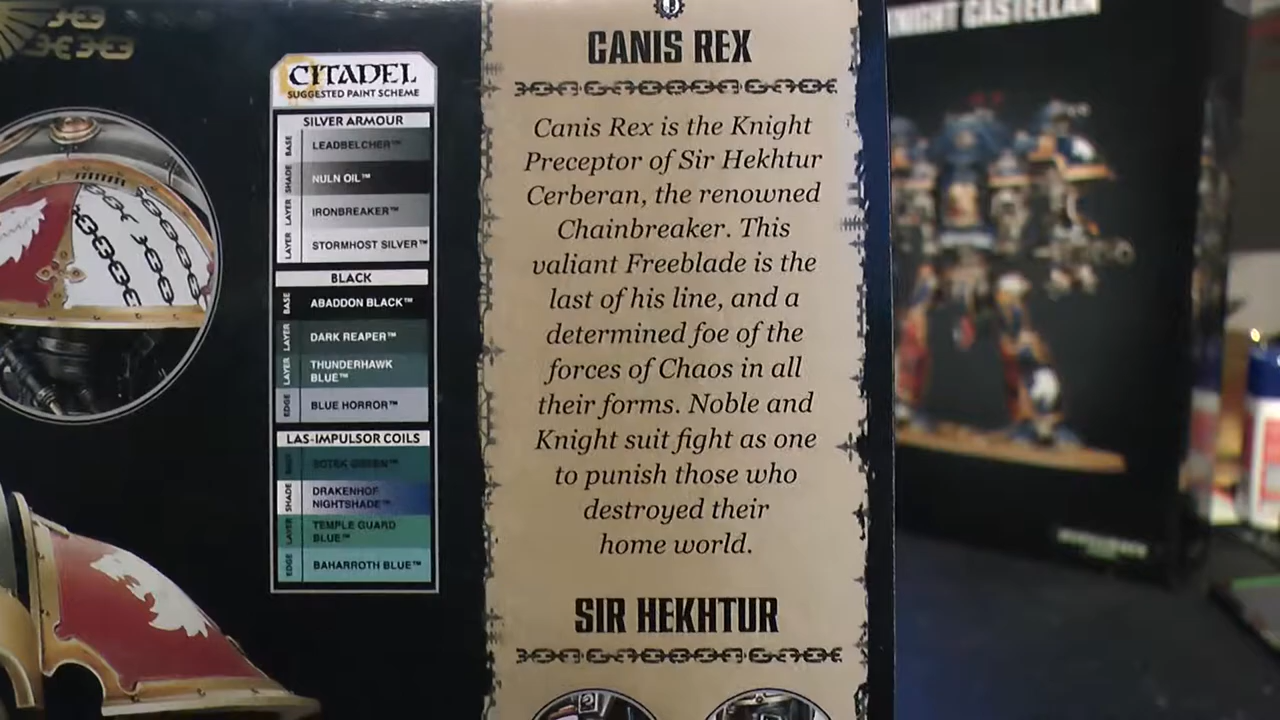 CITADEL
SUGGESTED PAINT SCHEME
SILVER ARMOUR
BASE LEADBELCHER™
SHADE NULN OIL™
LAYER IRONBREAKER™
LAYER STORMHOST SILVER™
BLACK
BASE ABADDON BLACK™
LAYER DARK REAPER™
LAYER THUNDERHAWK
BLUE™
EDGE BLUE HORROR™
LAS-IMPULSOR COILS
BASE SOTEK GREEN™
SHADE DRAKENHOF
NIGHTSHADE™
LAYER TEMPLE GUARD
BLUE™
EDGE BAHARROTH BLUE™
CANIS REX
Canis Rex is the Knight
Preceptor of Sir Hekhtur
Cerberan, the renowned
Chainbreaker. This
valiant Freeblade is the
last of his line, and a
determined foe of the
forces of Chaos in all
their forms. Noble and
Knight suit fight as one
to punish those who
destroyed their
home world.
SIR HEKHTUR
KNIGHT CASTELLAN